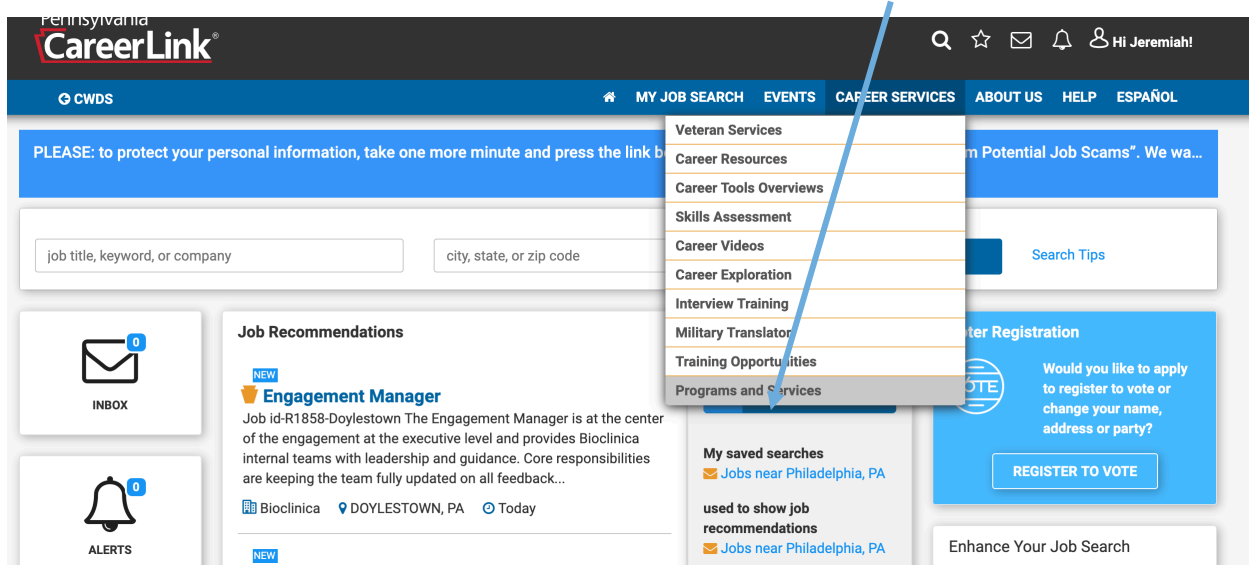 Pennsylvania
CareerLink®
Hi Jeremiah!
CWDS
MY JOB SEARCH EVENTS CAREER SERVICES ABOUT US HELP ESPAÑOL
PLEASE: to protect your personal information, take one more minute and press the link b
m Potential Job Scams”. We wa...
Veteran Services
Career Resources
Career Tools Overviews
Skills Assessment
Career Videos
Career Exploration
Interview Training
Military Translator
Training Opportunities
Programs and Services
job title, keyword, or company
city, state, or zip code
Search Tips
0
INBOX
0
ALERTS
Job Recommendations
NEW
Engagement Manager
Job id-R1858-Doylestown The Engagement Manager is at the center
of the engagement at the executive level and provides Bioclinica
internal teams with leadership and guidance. Core responsibilities
are keeping the team fully updated on all feedback...
Bioclinica DOYLESTOWN, PA Today
NEW
My saved searches
Jobs near Philadelphia, PA
used to show job
recommendations
Jobs near Philadelphia, PA
ter Registration
OTE
Would you like to apply
to register to vote or
change your name,
address or party?
REGISTER TO VOTE
Enhance Your Job Search